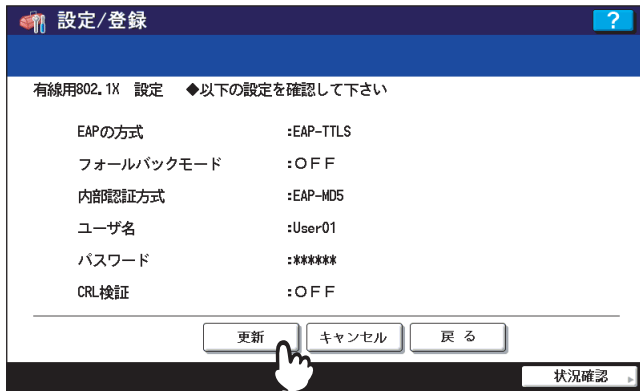 設定/登録
?
有線用802.1X 設定 ◆以下の設定を確認して下さい
EAPの方式 :EAP-TTLS
フォールバックモード :OFF
内部認証方式 :EAP-MD5
ユーザ名 :User01
パスワード :******
CRL検証 :OFF
更新 キャンセル 戻る
状況確認